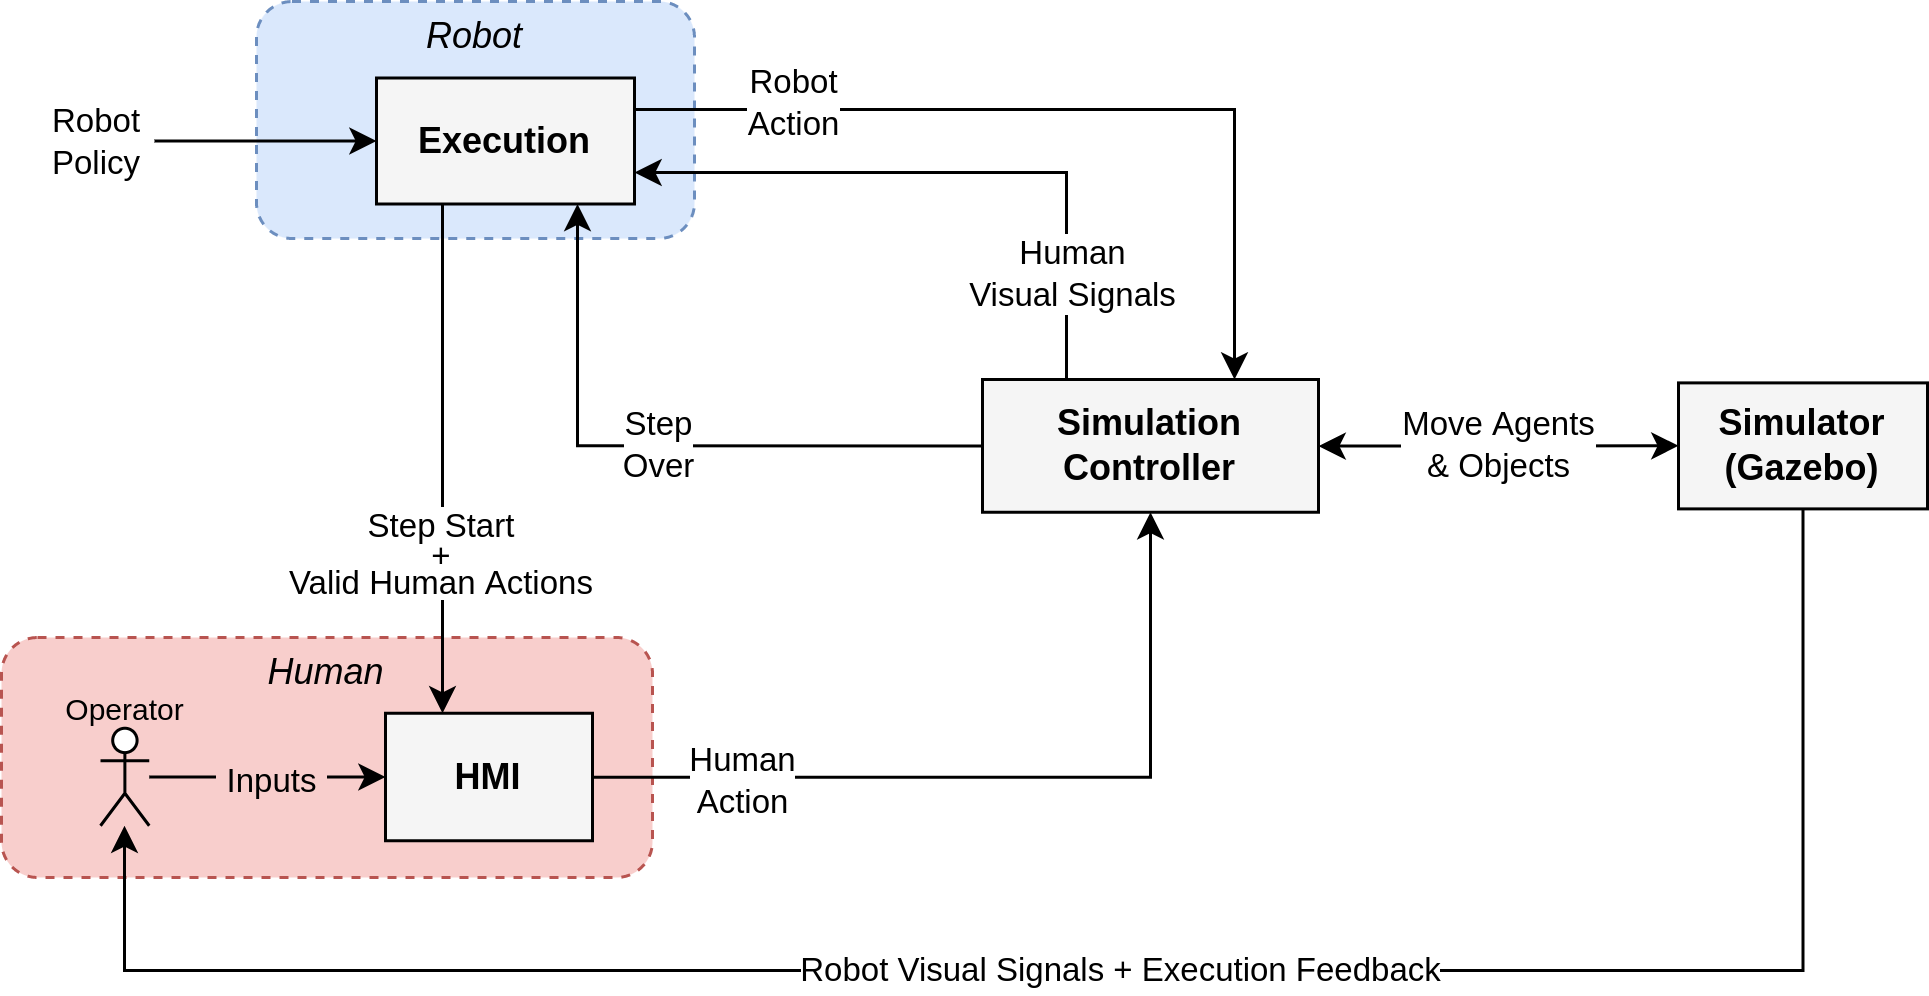 Robot
Robot
Action
Robot
Policy
Execution
Human
Visual Signals
Step
Over
Simulation
Controller
Move Agents
& Objects
Simulator
(Gazebo)
Step Start
+
Valid Human Actions
Human
Operator
Inputs
HMI
Human
Action
Robot Visual Signals + Execution Feedback